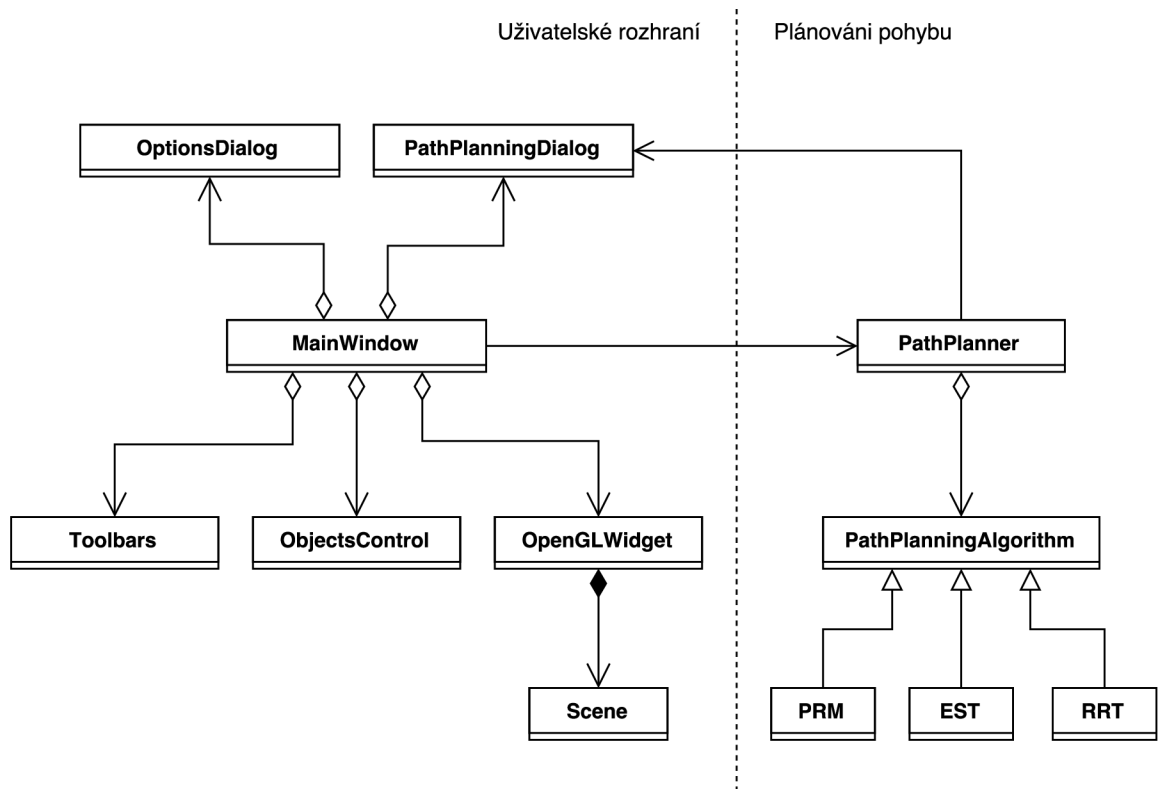 Uživatelské rozhraní
Plánováni pohybu
OptionsDialog
PathPlanningDialog
MainWindow
PathPlanner
Toolbars
ObjectsControl
OpenGLWidget
PathPlanningAlgorithm
Scene
PRM
EST
RRT